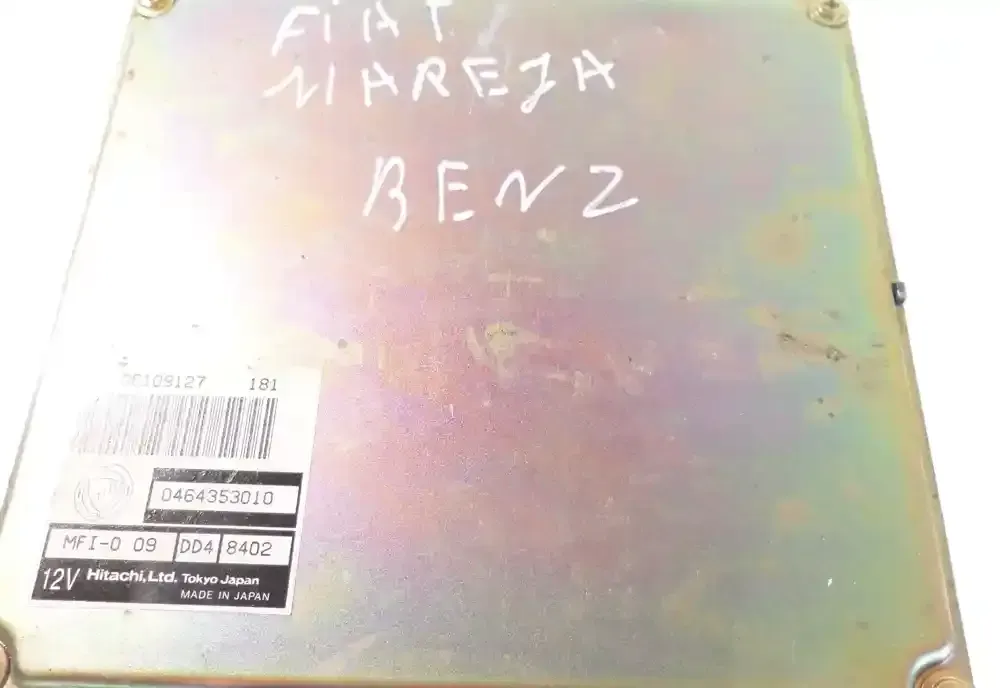 FIAT
MAREJA
BENZ
181
0464353010
MFI-0 09 DD4 8402
12V Hitachi, Ltd. Tokyo Japan
MADE IN JAPAN